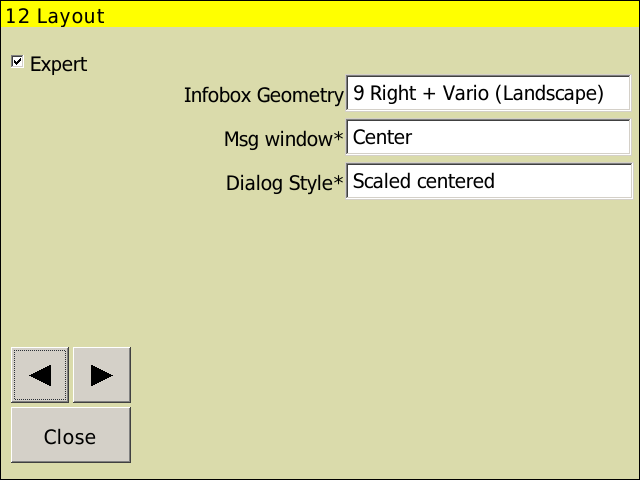 12 Layout
Expert
Infobox Geometry 9 Right + Vario (Landscape)
Msg window* Center
Dialog Style* Scaled centered
Close